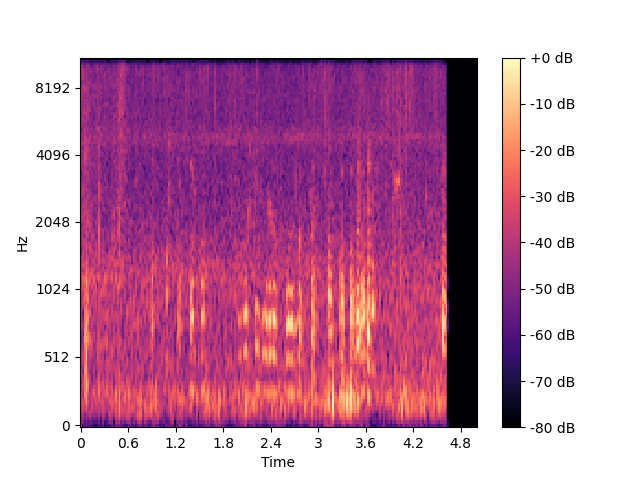 8192
4096
2048
1024
512
0
Hz
0 0.6 1.2 1.8 2.4 3 3.6 4.2 4.8
Time
+0 dB
-10 dB
-20 dB
-30 dB
-40 dB
-50 dB
-60 dB
-70 dB
-80 dB